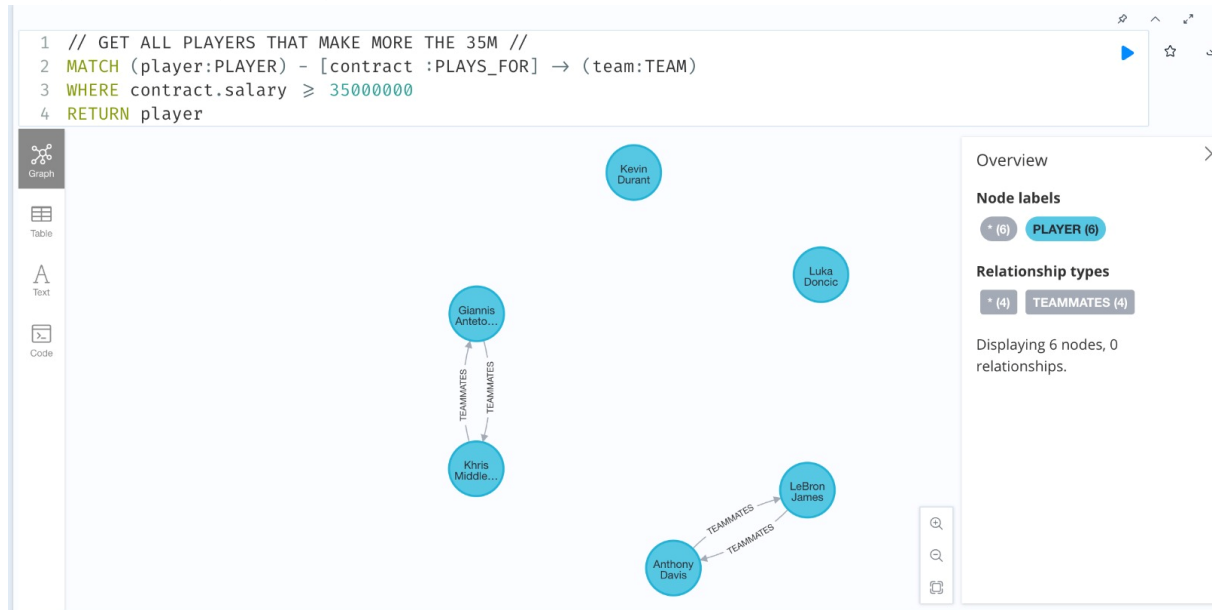 1 // GET ALL PLAYERS THAT MAKE MORE THE 35M //
2 MATCH (player:PLAYER) - [contract :PLAYS_FOR] → (team:TEAM)
3 WHERE contract.salary ⩾ 35000000
4 RETURN player
Graph
Table
A
Text
Code
Kevin
Durant
Luka
Doncic
Giannis
Anteto...
TEAMMATES
TEAMMATES
Khris
Middle...
LeBron
James
TEAMMATES
TEAMMATES
Anthony
Davis
Overview
Node labels
* (6) PLAYER (6)
Relationship types
* (4) TEAMMATES (4)
Displaying 6 nodes, 0
relationships.